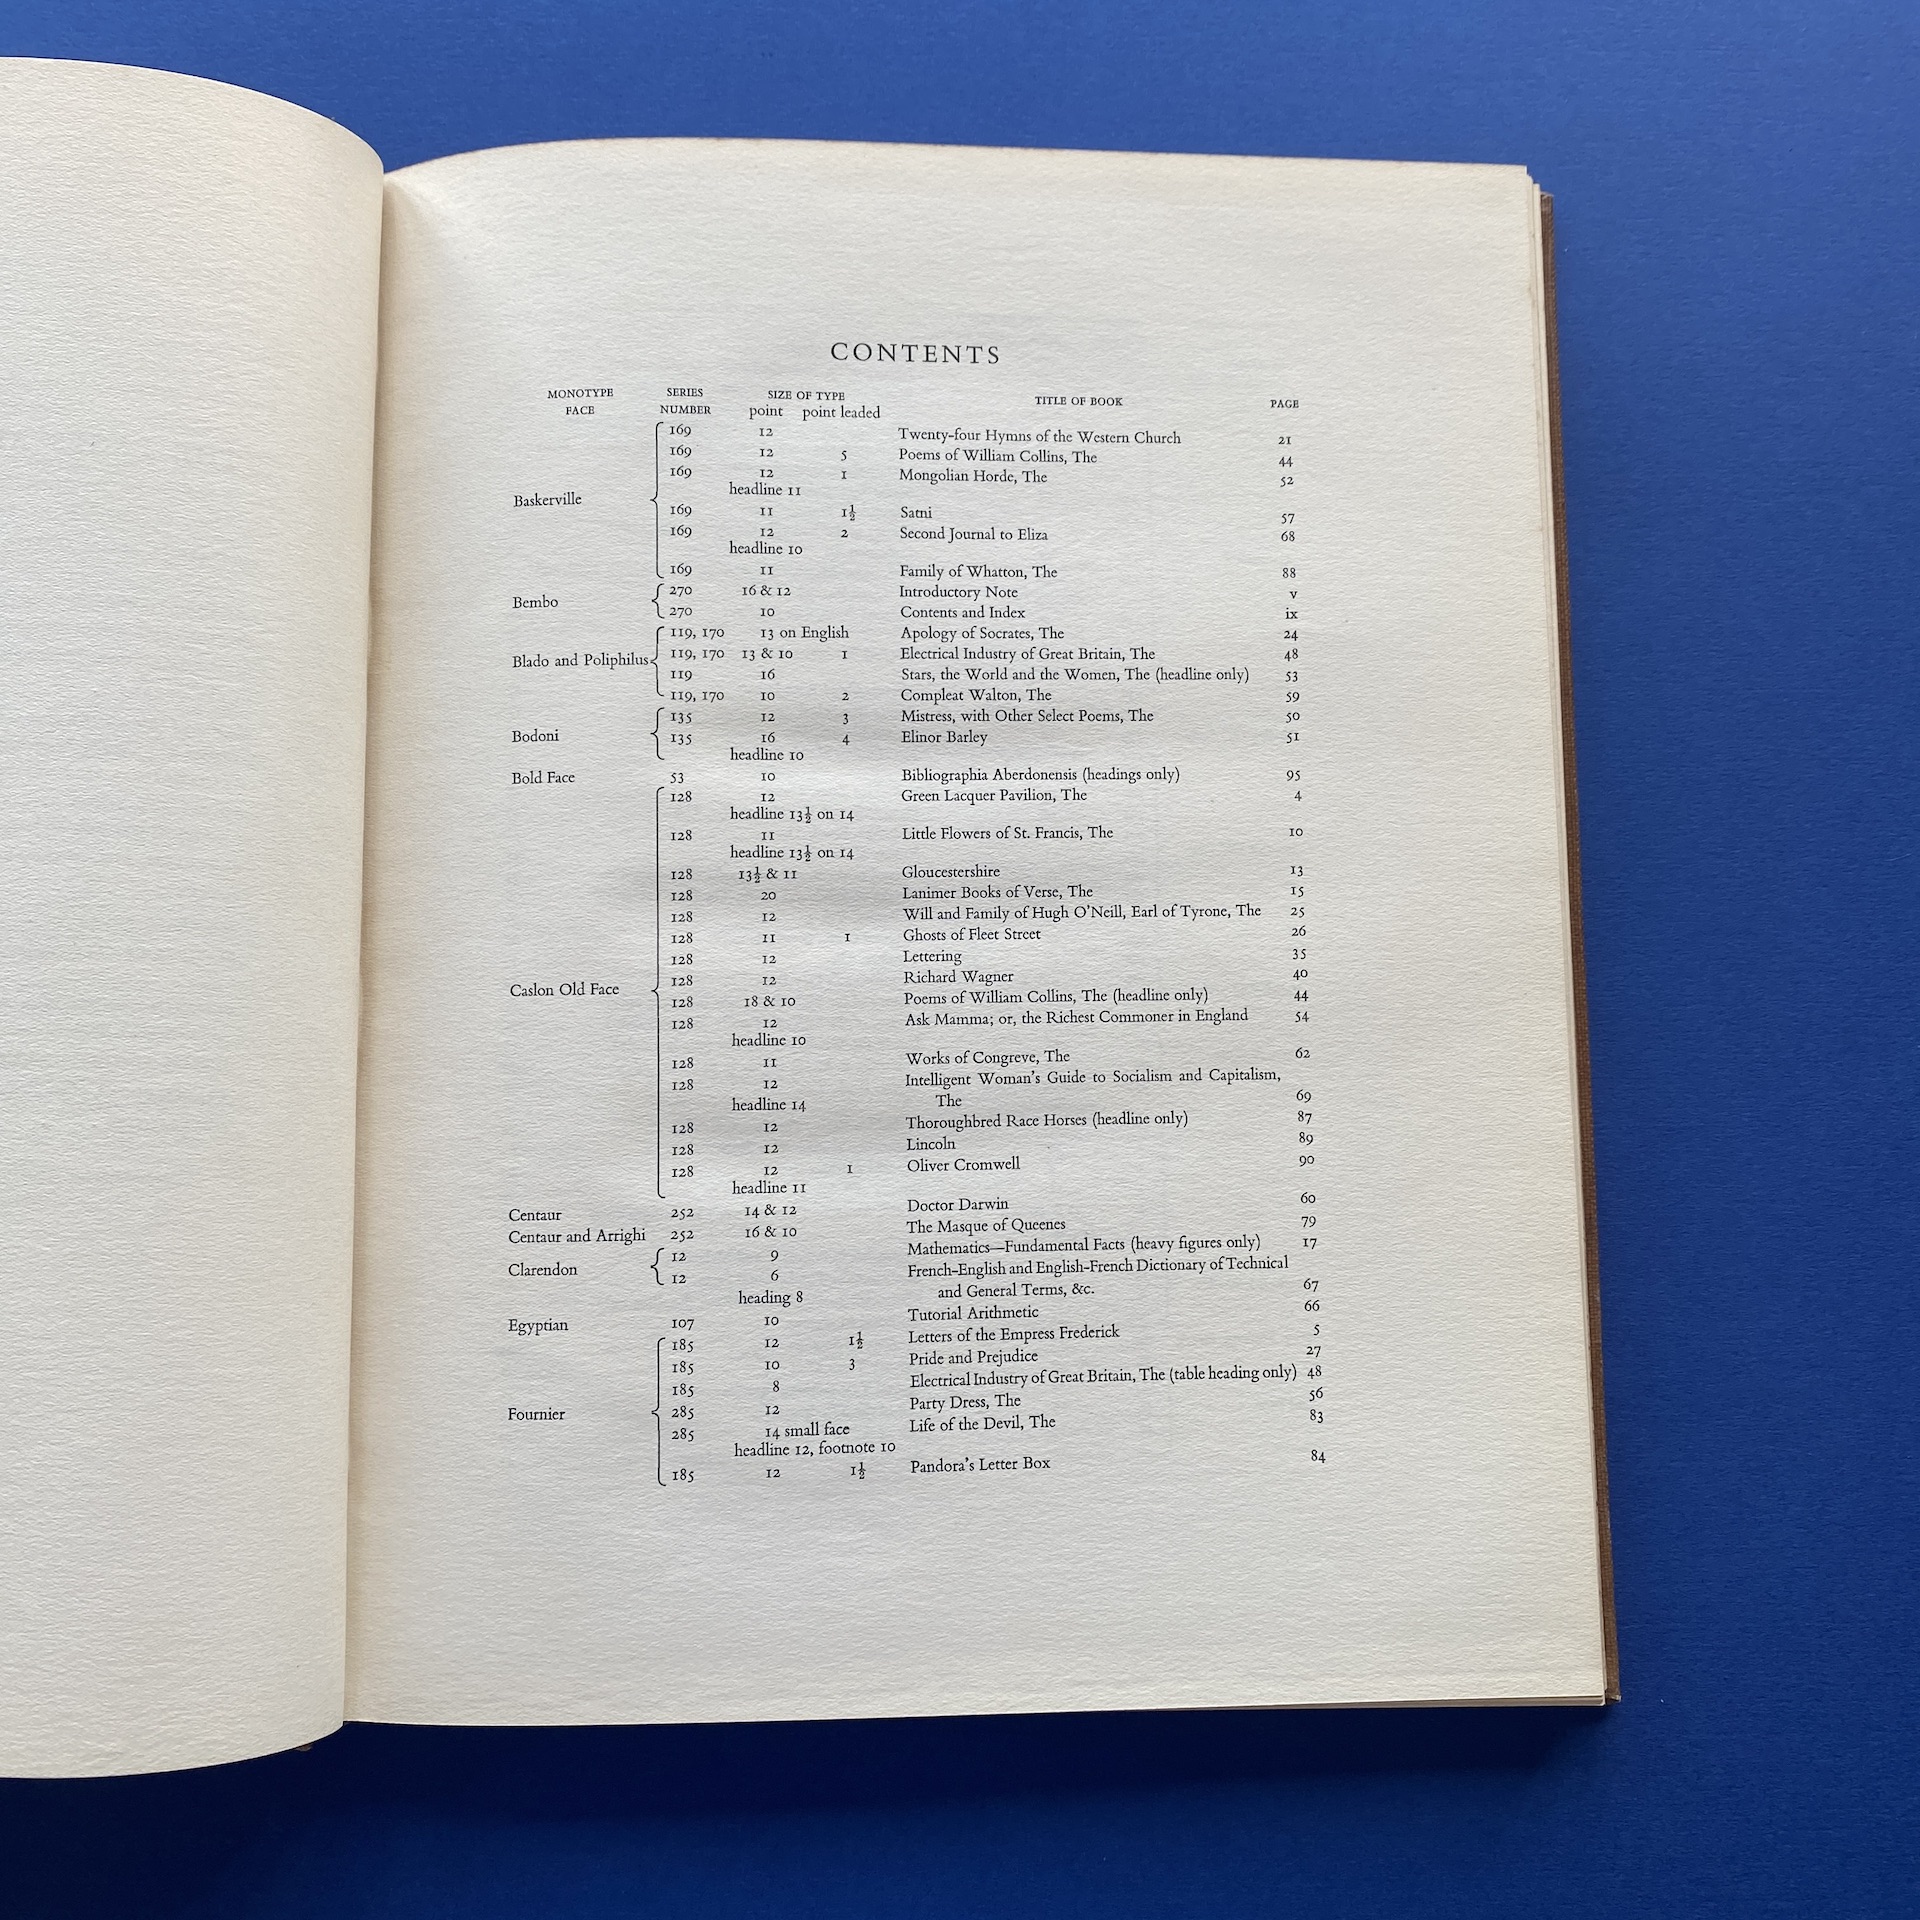 CONTENTS
MONOTYPE FACE SERIES NUMBER SIZE OF TYPE point point leaded TITLE OF BOOK PAGE
169 12 Twenty-four Hymns of the Western Church 21
169 12 5 Poems of William Collins, The 44
169 12 1 Mongolian Horde, The 52
headline 11
Baskerville
169 11 1½ Satni 57
169 12 2 Second Journal to Eliza 68
headline 10
169 11 Family of Whatton, The 88
270 16 & 12 Introductory Note v
Bembo
270 10 Contents and Index ix
119, 170 13 on English Apology of Socrates, The 24
Blado and Poliphilus 119, 170 13 & 10 1 Electrical Industry of Great Britain, The 48
119 16 Stars, the World and the Women, The (headline only) 53
119, 170 10 2 Compleat Walton, The 59
135 12 3 Mistress, with Other Select Poems, The 50
Bodoni 135 16 4 Elinor Barley 51
headline 10
Bold Face 53 10 Bibliographia Aberdonensis (headings only) 95
128 12 Green Lacquer Pavilion, The 4
headline 13½ on 14
128 11 Little Flowers of St. Francis, The 10
headline 13½ on 14
128 13½ & 11 Gloucestershire 13
128 20 Lanimer Books of Verse, The 15
128 12 Will and Family of Hugh O'Neill, Earl of Tyrone, The 25
128 11 1 Ghosts of Fleet Street 26
128 12 Lettering 35
128 12 Richard Wagner 40
Caslon Old Face 128 18 & 10 Poems of William Collins, The (headline only) 44
128 12 Ask Mamma; or, the Richest Commoner in England 54
headline 10
128 11 Works of Congreve, The 62
128 12 Intelligent Woman's Guide to Socialism and Capitalism,
headline 14 The 69
128 12 Thoroughbred Race Horses (headline only) 87
128 12 Lincoln 89
128 12 1 Oliver Cromwell 90
headline 11
Centaur 252 14 & 12 Doctor Darwin 60
Centaur and Arrighi 252 16 & 10 The Masque of Queenes 79
12 9 Mathematics—Fundamental Facts (heavy figures only) 17
Clarendon 12 6 French-English and English-French Dictionary of Technical
heading 8 and General Terms, &c. 67
Egyptian 107 10 Tutorial Arithmetic 66
185 12 1½ Letters of the Empress Frederick 5
185 10 3 Pride and Prejudice 27
185 8 Electrical Industry of Great Britain, The (table heading only) 48
Fournier 285 12 Party Dress, The 56
285 14 small face Life of the Devil, The 83
headline 12, footnote 10
185 12 1½ Pandora's Letter Box 84